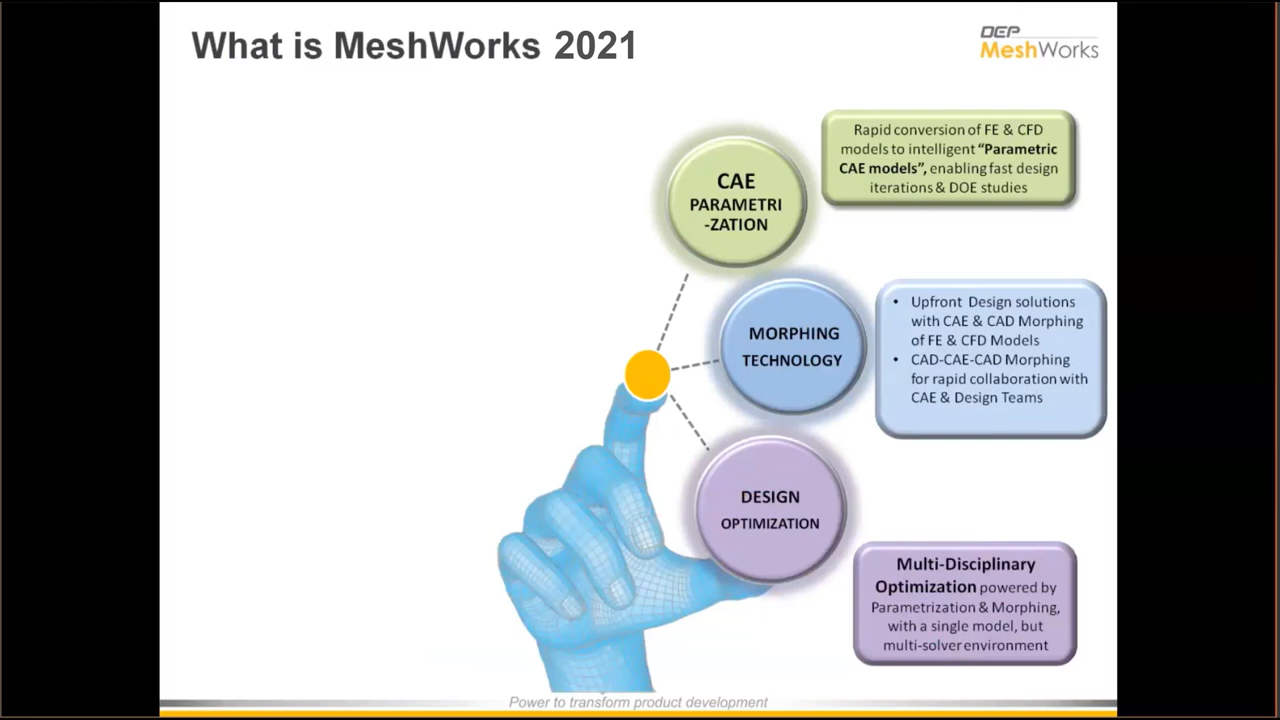 What is MeshWorks 2021
DEP
MeshWorks
CAE
PARAMETRI
-ZATION
Rapid conversion of FE & CFD
models to intelligent “Parametric
CAE models”, enabling fast design
iterations & DOE studies
MORPHING
TECHNOLOGY
• Upfront Design solutions
with CAE & CAD Morphing
of FE & CFD Models
• CAD-CAE-CAD Morphing
for rapid collaboration with
CAE & Design Teams
DESIGN
OPTIMIZATION
Multi-Disciplinary
Optimization powered by
Parametrization & Morphing,
with a single model, but
multi-solver environment
Power to transform product development